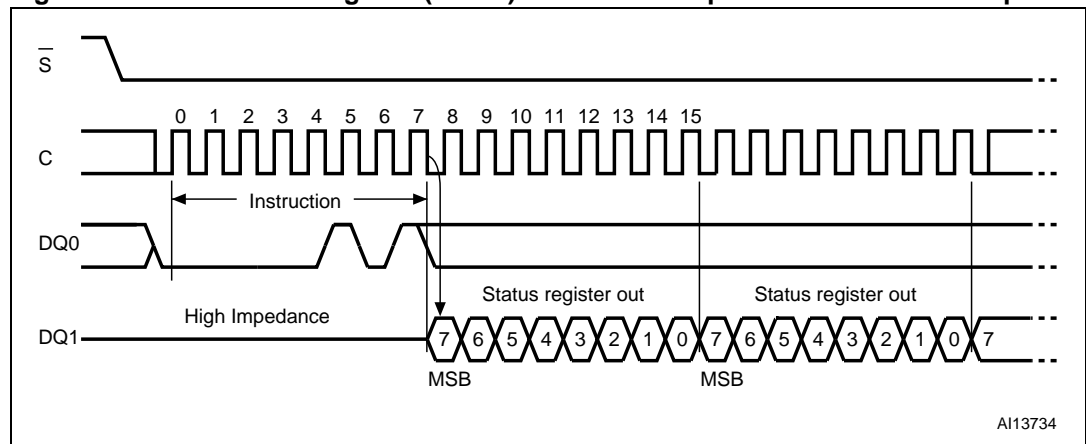 S
0 1 2 3 4 5 6 7 8 9 10 11 12 13 14 15
C
Instruction
DQ0
Status register out Status register out
High Impedance
DQ1 7 6 5 4 3 2 1 0 7 6 5 4 3 2 1 0 7
MSB MSB
AI13734